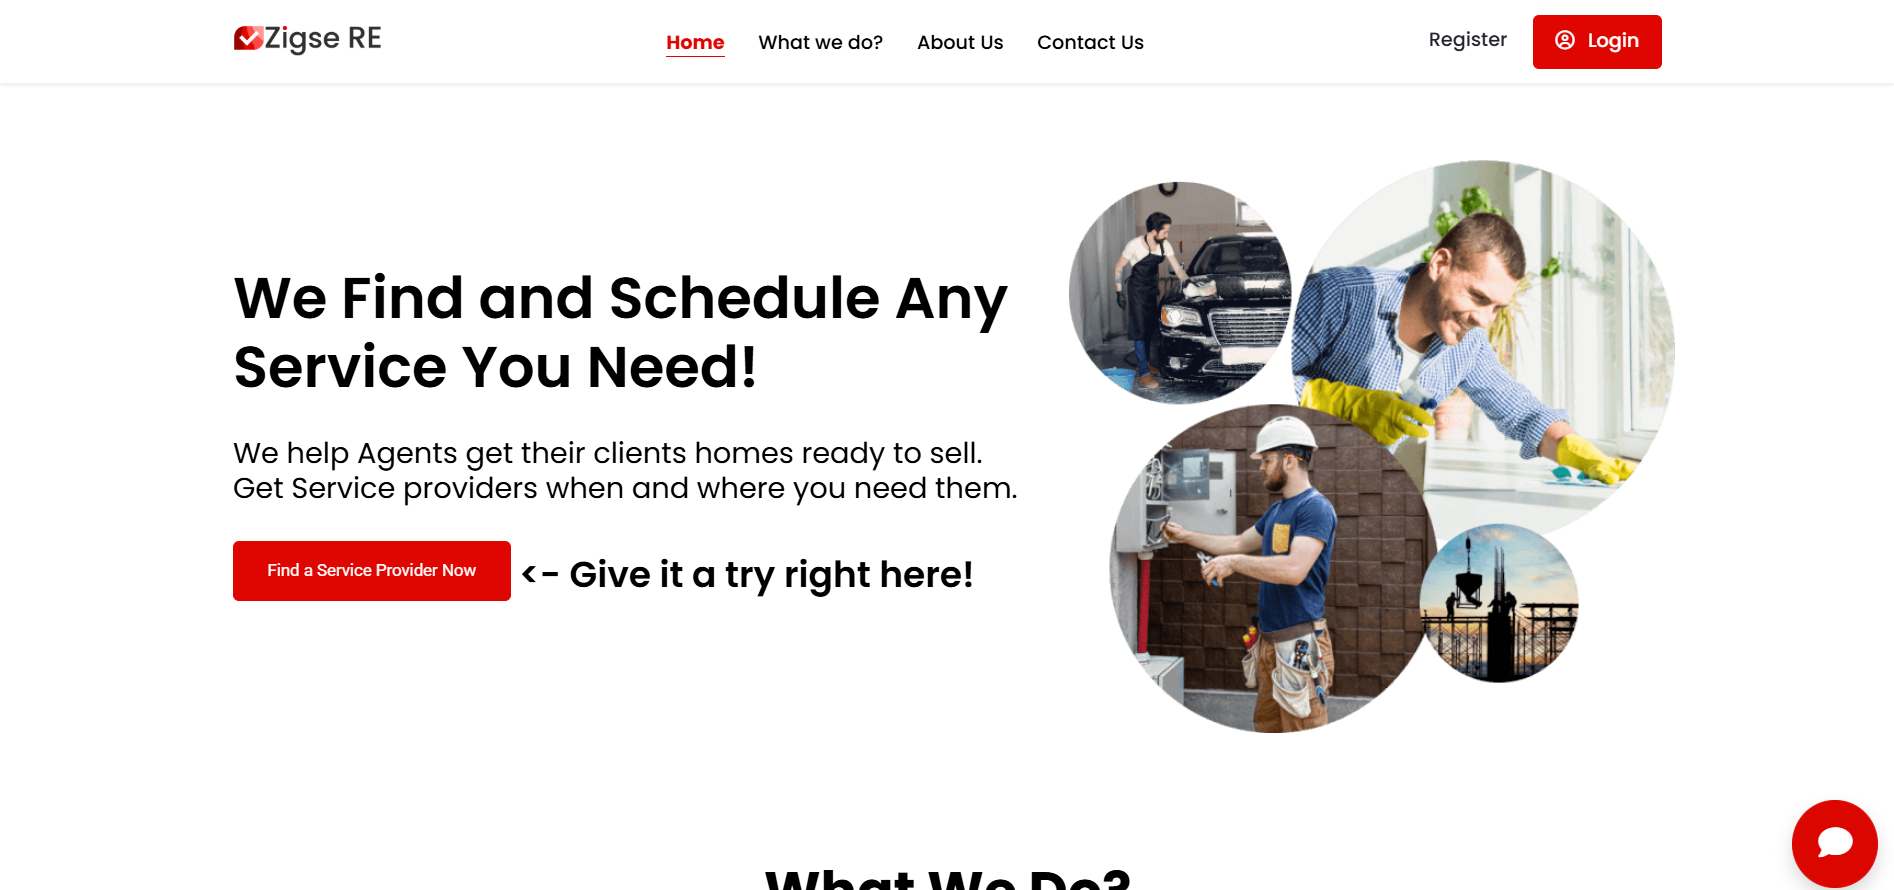 Zigse RE
Home What we do? About Us Contact Us
Register Login
We Find and Schedule Any
Service You Need!
We help Agents get their clients homes ready to sell.
Get Service providers when and where you need them.
Find a Service Provider Now <- Give it a try right here!
What We Do?